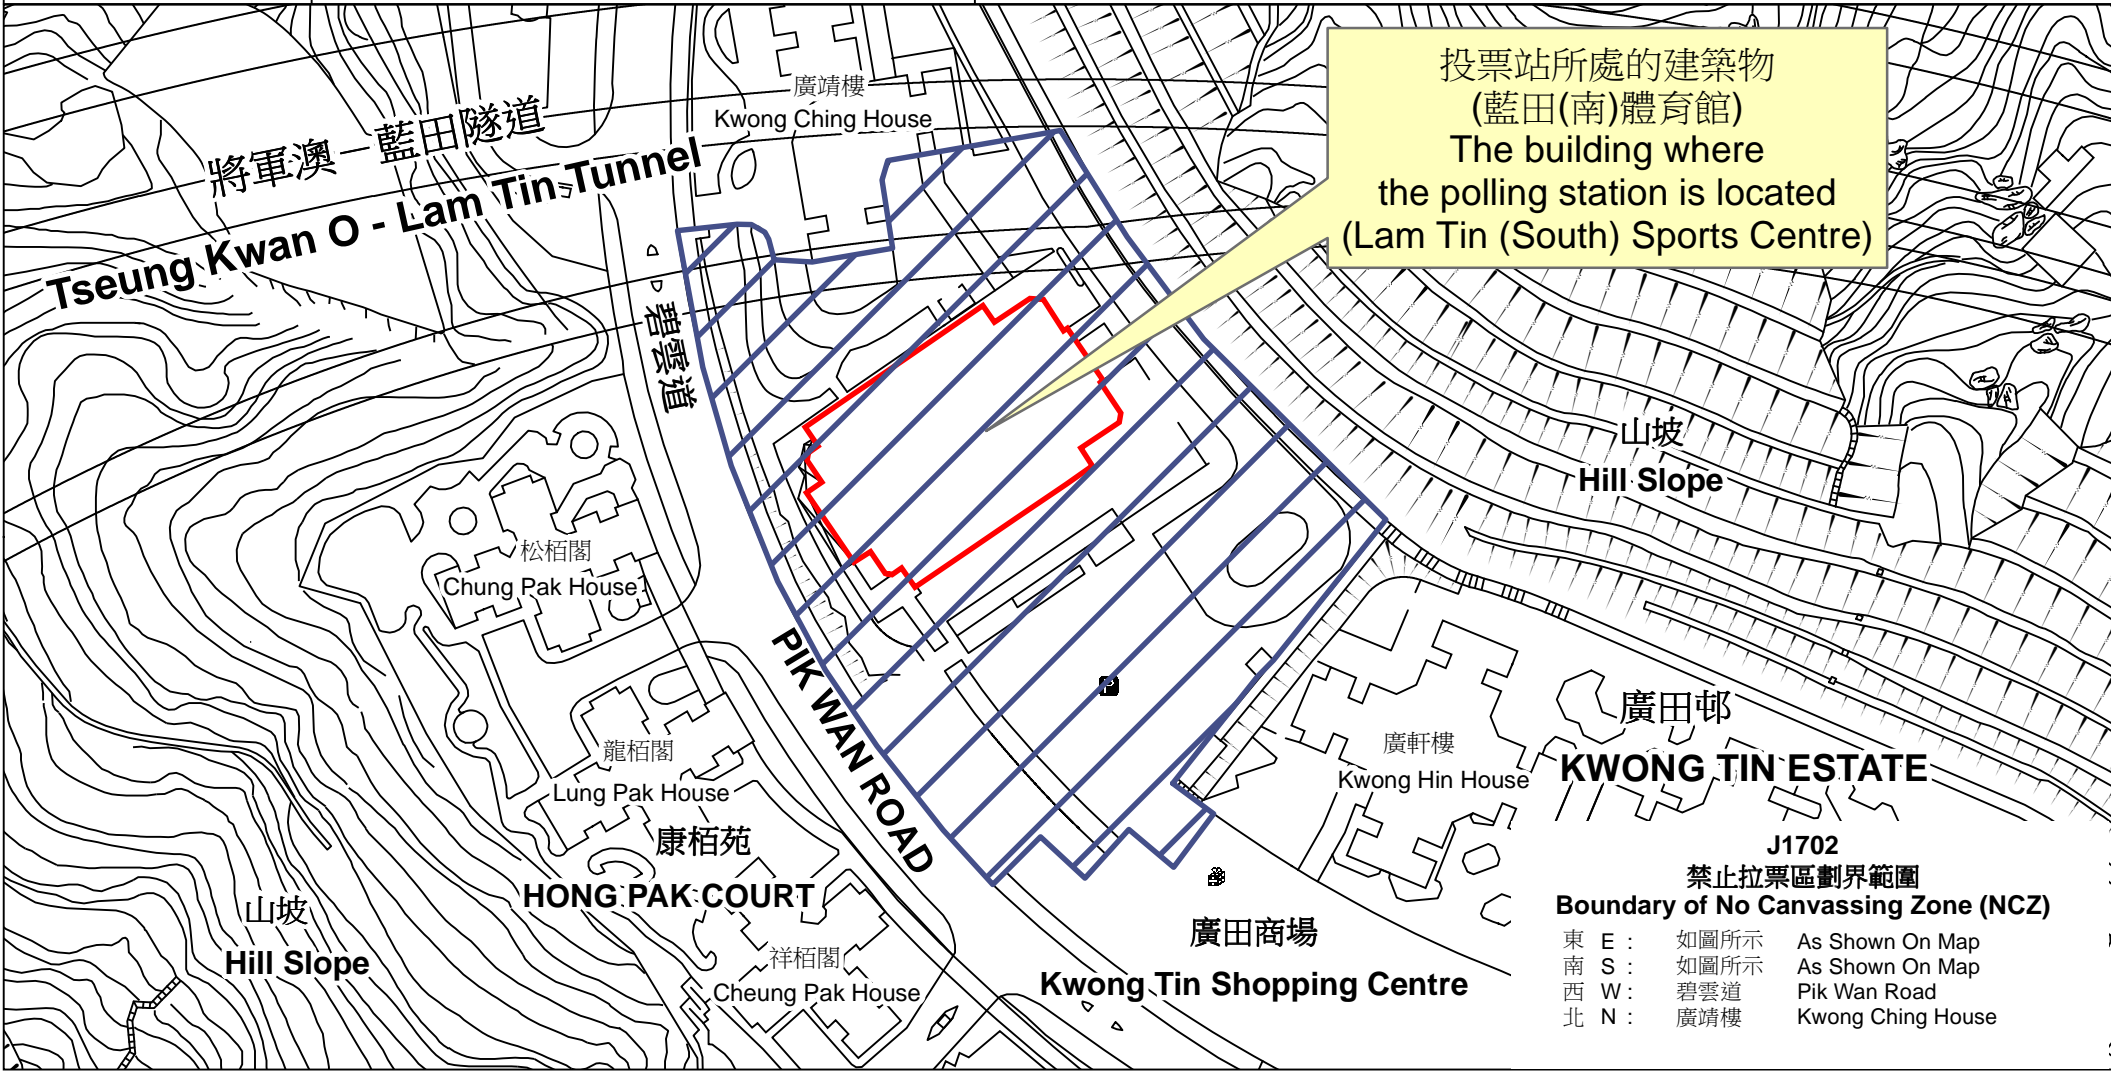 投票站所處的建築物
(藍田(南)體育館)
The building where
the polling station is located
(Lam Tin (South) Sports Centre)
廣靖樓
Kwong Ching House
將軍澳－藍田隧道
Tseung Kwan O - Lam Tin Tunnel
碧雲道
山坡
Hill Slope
松栢閣
Chung Pak House
PIK WAN ROAD
P
龍栢閣
Lung Pak House
廣軒樓
Kwong Hin House
廣田邨
KWONG TIN ESTATE
康栢苑
HONG PAK COURT
山坡
Hill Slope
祥栢閣
Cheung Pak House
廣田商場
Kwong Tin Shopping Centre
J1702
禁止拉票區劃界範圍
Boundary of No Canvassing Zone (NCZ)
東 E : 如圖所示 As Shown On Map
南 S : 如圖所示 As Shown On Map
西 W : 碧雲道 Pik Wan Road
北 N : 廣靖樓 Kwong Ching House